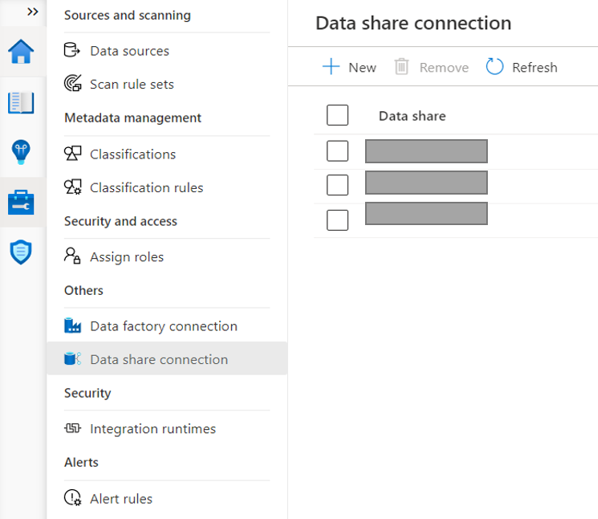 Sources and scanning
Data sources
Scan rule sets
Metadata management
Classifications
Classification rules
Security and access
Assign roles
Others
Data factory connection
Data share connection
Security
Integration runtimes
Alerts
Alert rules
Data share connection
New Remove Refresh
Data share